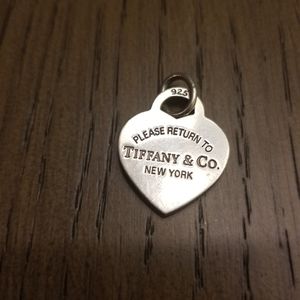 925
PLEASE RETURN TO
TIFFANY & CO.
NEW YORK